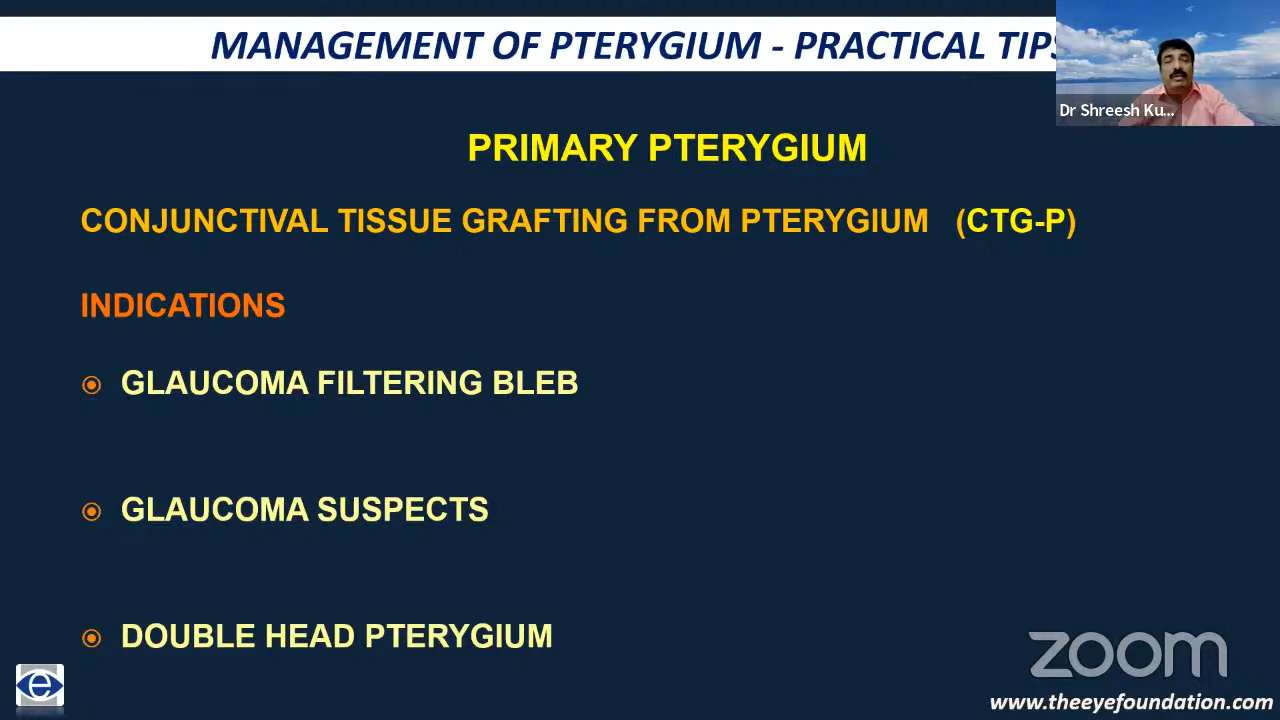 MANAGEMENT OF PTERYGIUM - PRACTICAL TIPS
Dr Shreesh Ku...
PRIMARY PTERYGIUM
CONJUNCTIVAL TISSUE GRAFTING FROM PTERYGIUM (CTG-P)
INDICATIONS
GLAUCOMA FILTERING BLEB
GLAUCOMA SUSPECTS
DOUBLE HEAD PTERYGIUM
zoom
e
www.theeyefoundation.com